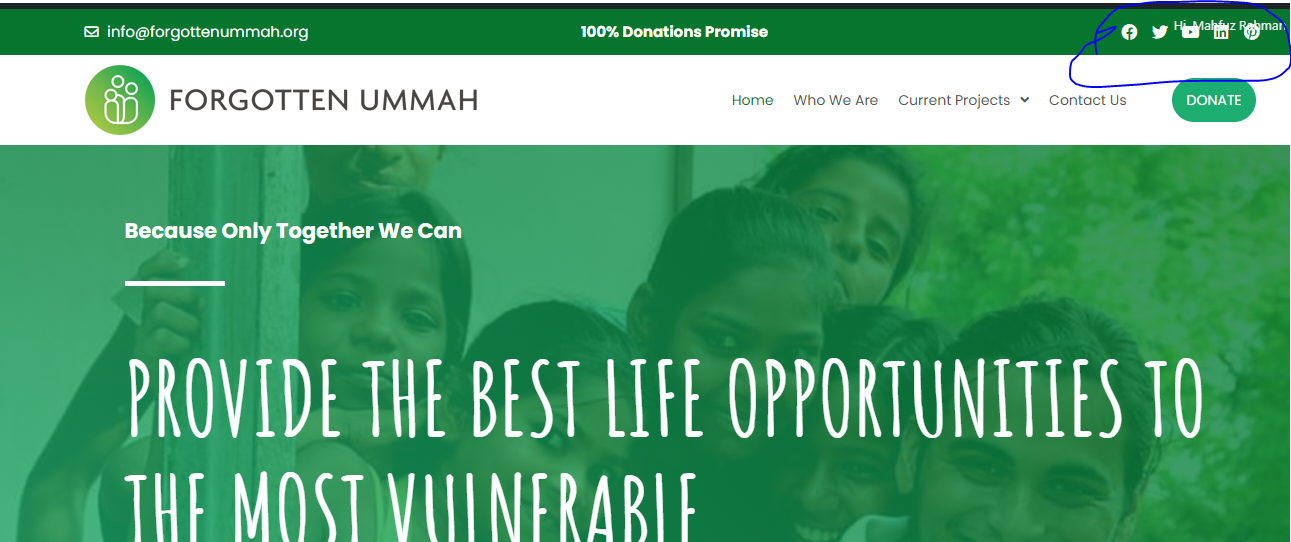 info@forgottenummah.org
100% Donations Promise
Hi, Mahfuz Rahman
FORGOTTEN UMMAH
Home
Who We Are
Current Projects
Contact Us
DONATE
Because Only Together We Can
PROVIDE THE BEST LIFE OPPORTUNITIES TO
THE MOST VULNERABLE